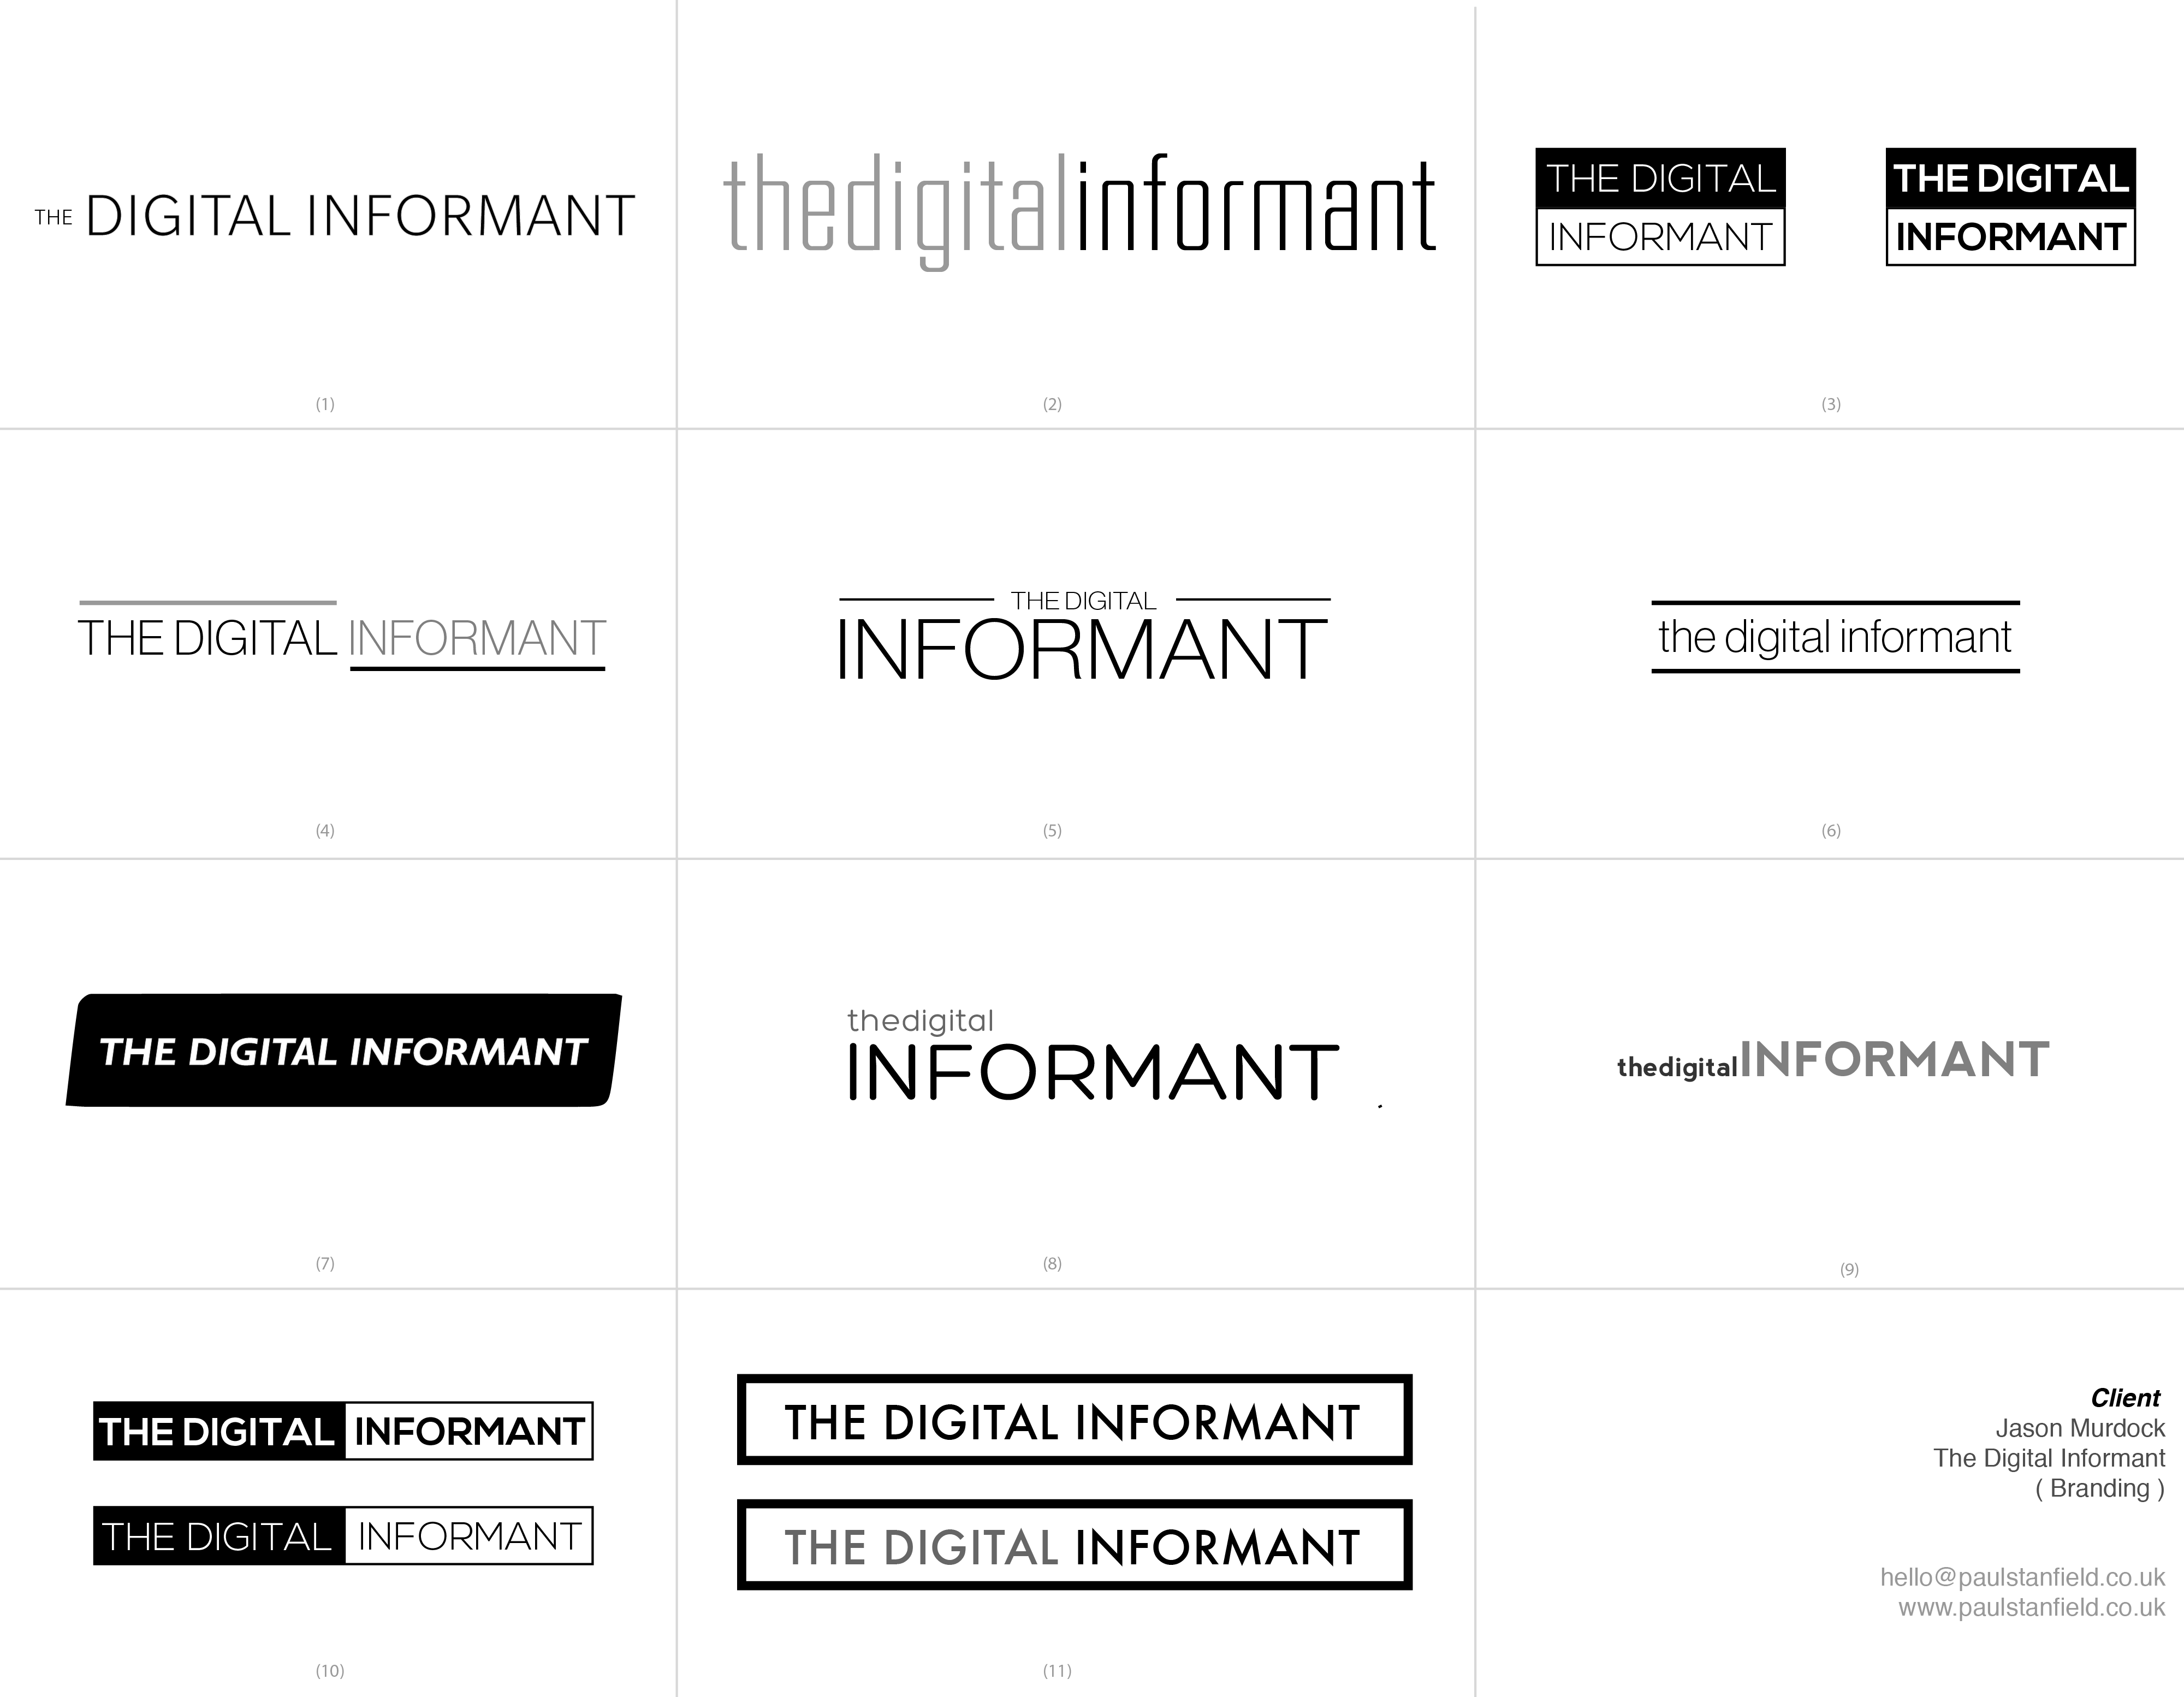 THE DIGITAL INFORMANT
(1)
thedigitalinformant
(2)
THE DIGITAL
INFORMANT
THE DIGITAL
INFORMANT
(3)
THE DIGITAL INFORMANT
(4)
THE DIGITAL
INFORMANT
(5)
the digital informant
(6)
THE DIGITAL INFORMANT
(7)
thedigital
INFORMANT
(8)
thedigitalINFORMANT
(9)
THE DIGITAL INFORMANT
THE DIGITAL INFORMANT
(10)
THE DIGITAL INFORMANT
THE DIGITAL INFORMANT
(11)
Client
Jason Murdock
The Digital Informant
( Branding )
hello@paulstanfield.co.uk
www.paulstanfield.co.uk